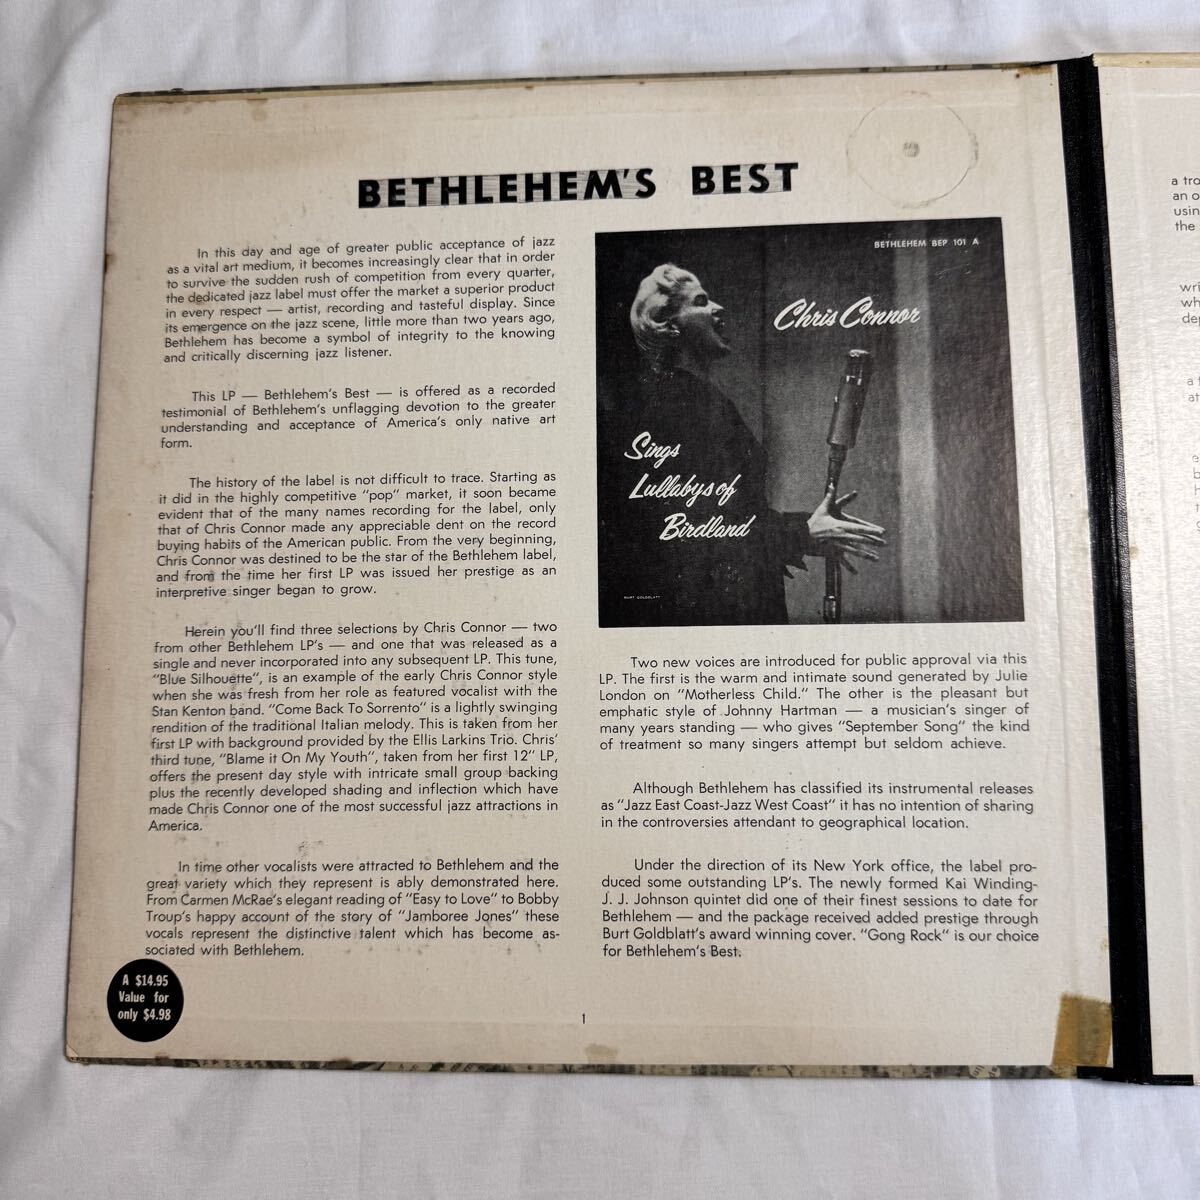 BETHLEHEM'S BEST
In this day and age of greater public acceptance of jazz
as a vital art medium, it becomes increasingly clear that in order
to survive the sudden rush of competition from every quarter,
the dedicated jazz label must offer the market a superior product
in every respect — artist, recording and tasteful display. Since
its emergence on the jazz scene, little more than two years ago,
Bethlehem has become a symbol of integrity to the knowing
and critically discerning jazz listener.
This LP — Bethlehem's Best — is offered as a recorded
testimonial of Bethlehem's unflagging devotion to the greater
understanding and acceptance of America's only native art
form.
The history of the label is not difficult to trace. Starting as
it did in the highly competitive "pop" market, it soon became
evident that of the many names recording for the label, only
that of Chris Connor made any appreciable dent on the record
buying habits of the American public. From the very beginning,
Chris Connor was destined to be the star of the Bethlehem label,
and from the time her first LP was issued her prestige as an
interpretive singer began to grow.
Herein you'll find three selections by Chris Connor — two
from other Bethlehem LP's — and one that was released as a
single and never incorporated into any subsequent LP. This tune,
"Blue Silhouette", is an example of the early Chris Connor style
when she was fresh from her role as featured vocalist with the
Stan Kenton band. "Come Back To Sorrento" is a lightly swinging
rendition of the traditional Italian melody. This is taken from her
first LP with background provided by the Ellis Larkins Trio. Chris'
third tune, "Blame it On My Youth", taken from her first 12" LP,
offers the present day style with intricate small group backing
plus the recently developed shading and inflection which have
made Chris Connor one of the most successful jazz attractions in
America.
In time other vocalists were attracted to Bethlehem and the
great variety which they represent is ably demonstrated here.
From Carmen McRae's elegant reading of "Easy to Love" to Bobby
Troup's happy account of the story of "Jamboree Jones" these
vocals represent the distinctive talent which has become as-
sociated with Bethlehem.
A $14.95
Value for
only $4.98
BETHLEHEM BEP 101 A
Chris Connor
Sings
Lullabys of
Birdland
BURT GOLDBLATT
Two new voices are introduced for public approval via this
LP. The first is the warm and intimate sound generated by Julie
London on "Motherless Child." The other is the pleasant but
emphatic style of Johnny Hartman — a musician's singer of
many years standing — who gives "September Song" the kind
of treatment so many singers attempt but seldom achieve.
Although Bethlehem has classified its instrumental releases
as "Jazz East Coast-Jazz West Coast" it has no intention of sharing
in the controversies attendant to geographical location.
Under the direction of its New York office, the label pro-
duced some outstanding LP's. The newly formed Kai Winding-
J. J. Johnson quintet did one of their finest sessions to date for
Bethlehem — and the package received added prestige through
Burt Goldblatt's award winning cover. "Gong Rock" is our choice
for Bethlehem's Best.
1
a tro
an o
usin
the
wri
wh
dep
a
at